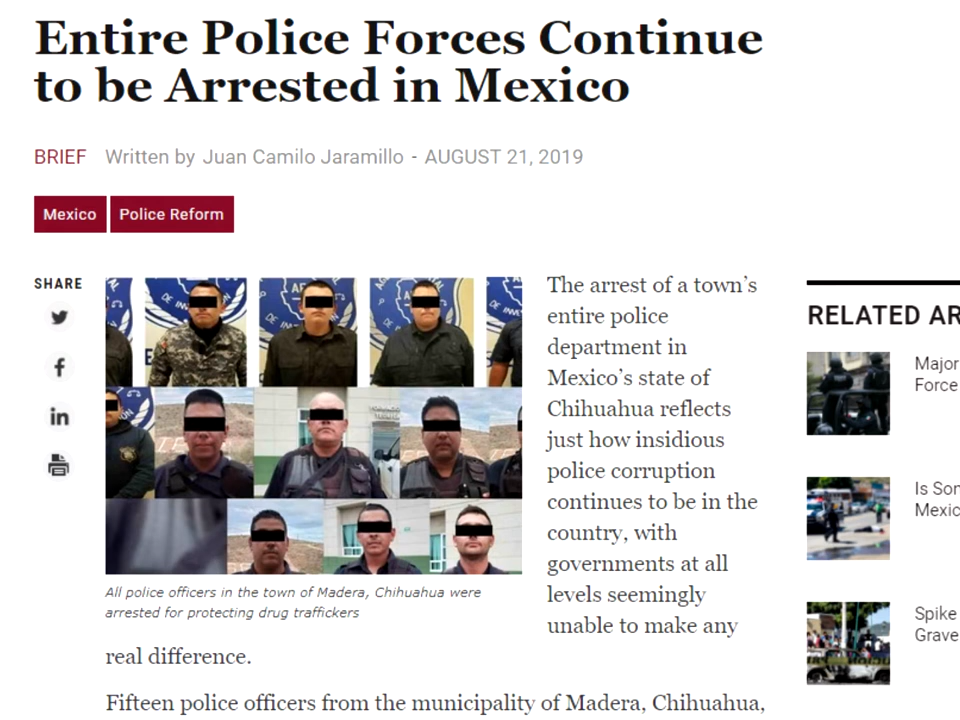 Entire Police Forces Continue
to be Arrested in Mexico
BRIEF Written by Juan Camilo Jaramillo - AUGUST 21, 2019
Mexico Police Reform
SHARE
The arrest of a town’s
entire police
department in
Mexico’s state of
Chihuahua reflects
just how insidious
police corruption
continues to be in the
country, with
governments at all
levels seemingly
unable to make any
real difference.
All police officers in the town of Madera, Chihuahua were
arrested for protecting drug traffickers
Fifteen police officers from the municipality of Madera, Chihuahua,
RELATED AR
Major
Force
Is Son
Mexic
Spike
Grave